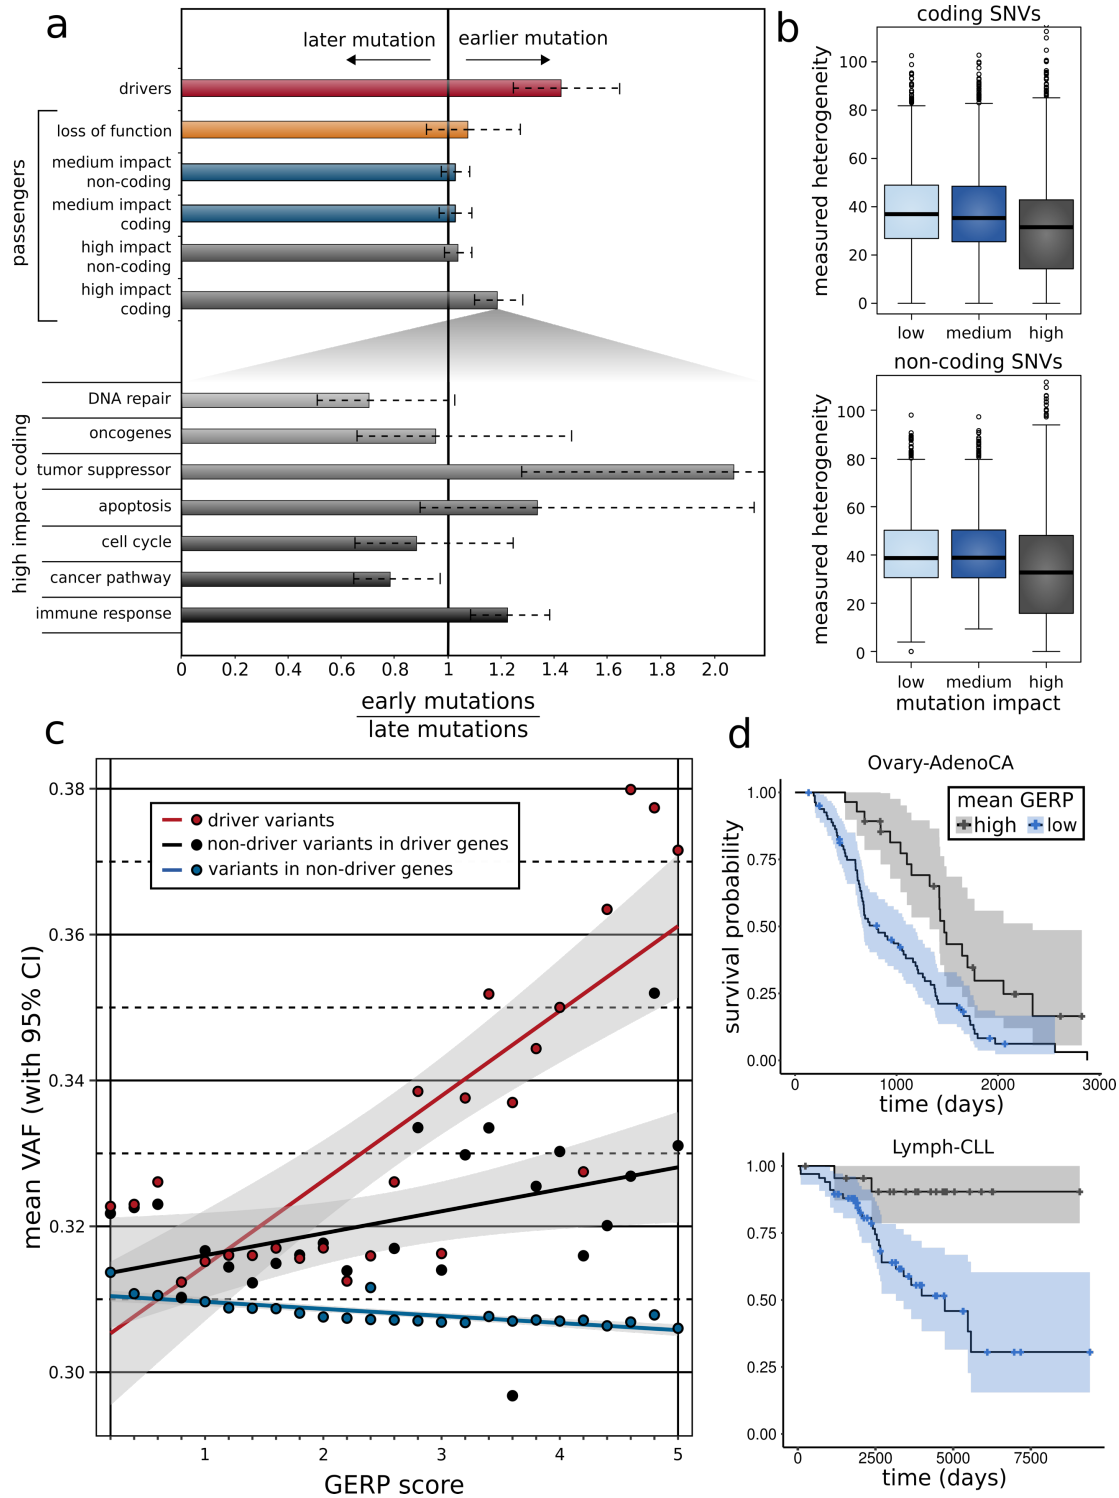 a
later mutation
earlier mutation
drivers
passengers
loss of function
medium impact
non-coding
medium impact
coding
high impact
non-coding
high impact
coding
high impact coding
DNA repair
oncogenes
tumor suppressor
apoptosis
cell cycle
cancer pathway
immune response
0 0.2 0.4 0.6 0.8 1 1.2 1.4 1.6 1.8 2.0
early mutations
late mutations
b
coding SNVs
measured heterogeneity
100
80
60
40
20
0
low medium high
non-coding SNVs
measured heterogeneity
100
80
60
40
20
0
low medium high
mutation impact
c
mean VAF (with 95% CI)
0.38
0.36
0.34
0.32
0.30
driver variants
non-driver variants in driver genes
variants in non-driver genes
1 2 3 4 5
GERP score
d
Ovary-AdenoCA
survival probability
1.00
0.75
0.50
0.25
0.00
mean GERP
high low
0 1000 2000 3000
time (days)
Lymph-CLL
1.00
0.75
0.50
0.25
0.00
0 2500 5000 7500
time (days)